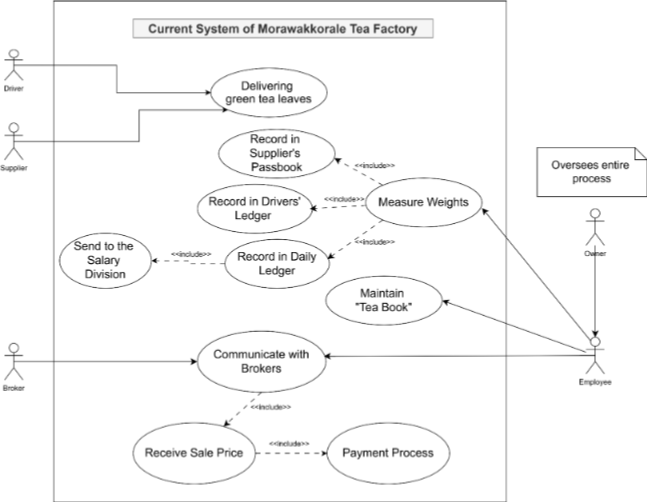 Current System of Morawakkorale Tea Factory
Driver
Delivering
green tea leaves
Supplier
Record in
Supplier's
Passbook
<<include>>
Oversees entire
process
Record in Drivers'
Ledger
<<include>>
Measure Weights
<<include>>
Send to the
Salary
Division
<<include>>
Record in Daily
Ledger
Owner
Maintain
"Tea Book"
Communicate with
Brokers
Broker
Employee
<<include>>
Receive Sale Price
<<include>>
Payment Process